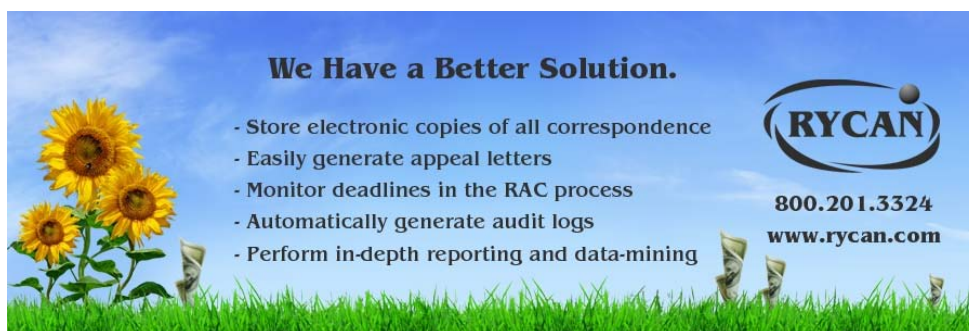 We Have a Better Solution.
- Store electronic copies of all correspondence
- Easily generate appeal letters
- Monitor deadlines in the RAC process
- Automatically generate audit logs
- Perform in-depth reporting and data-mining
RYCAN
800.201.3324
www.rycan.com